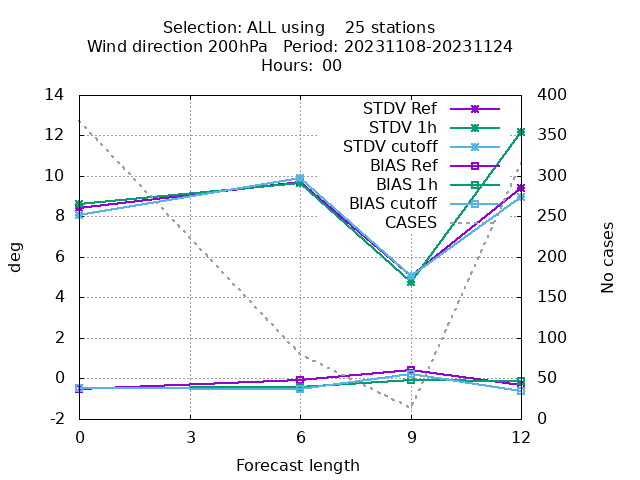 Selection: ALL using    25 stations
Wind direction 200hPa   Period: 20231108-20231124
Hours: 00
14
12
10
8
6
4
2
0
-2
400
350
300
250
200
150
100
50
0
STDV Ref
STDV 1h
STDV cutoff
BIAS Ref
BIAS 1h
BIAS cutoff
CASES
deg
No cases
0
3
6
9
12
Forecast length